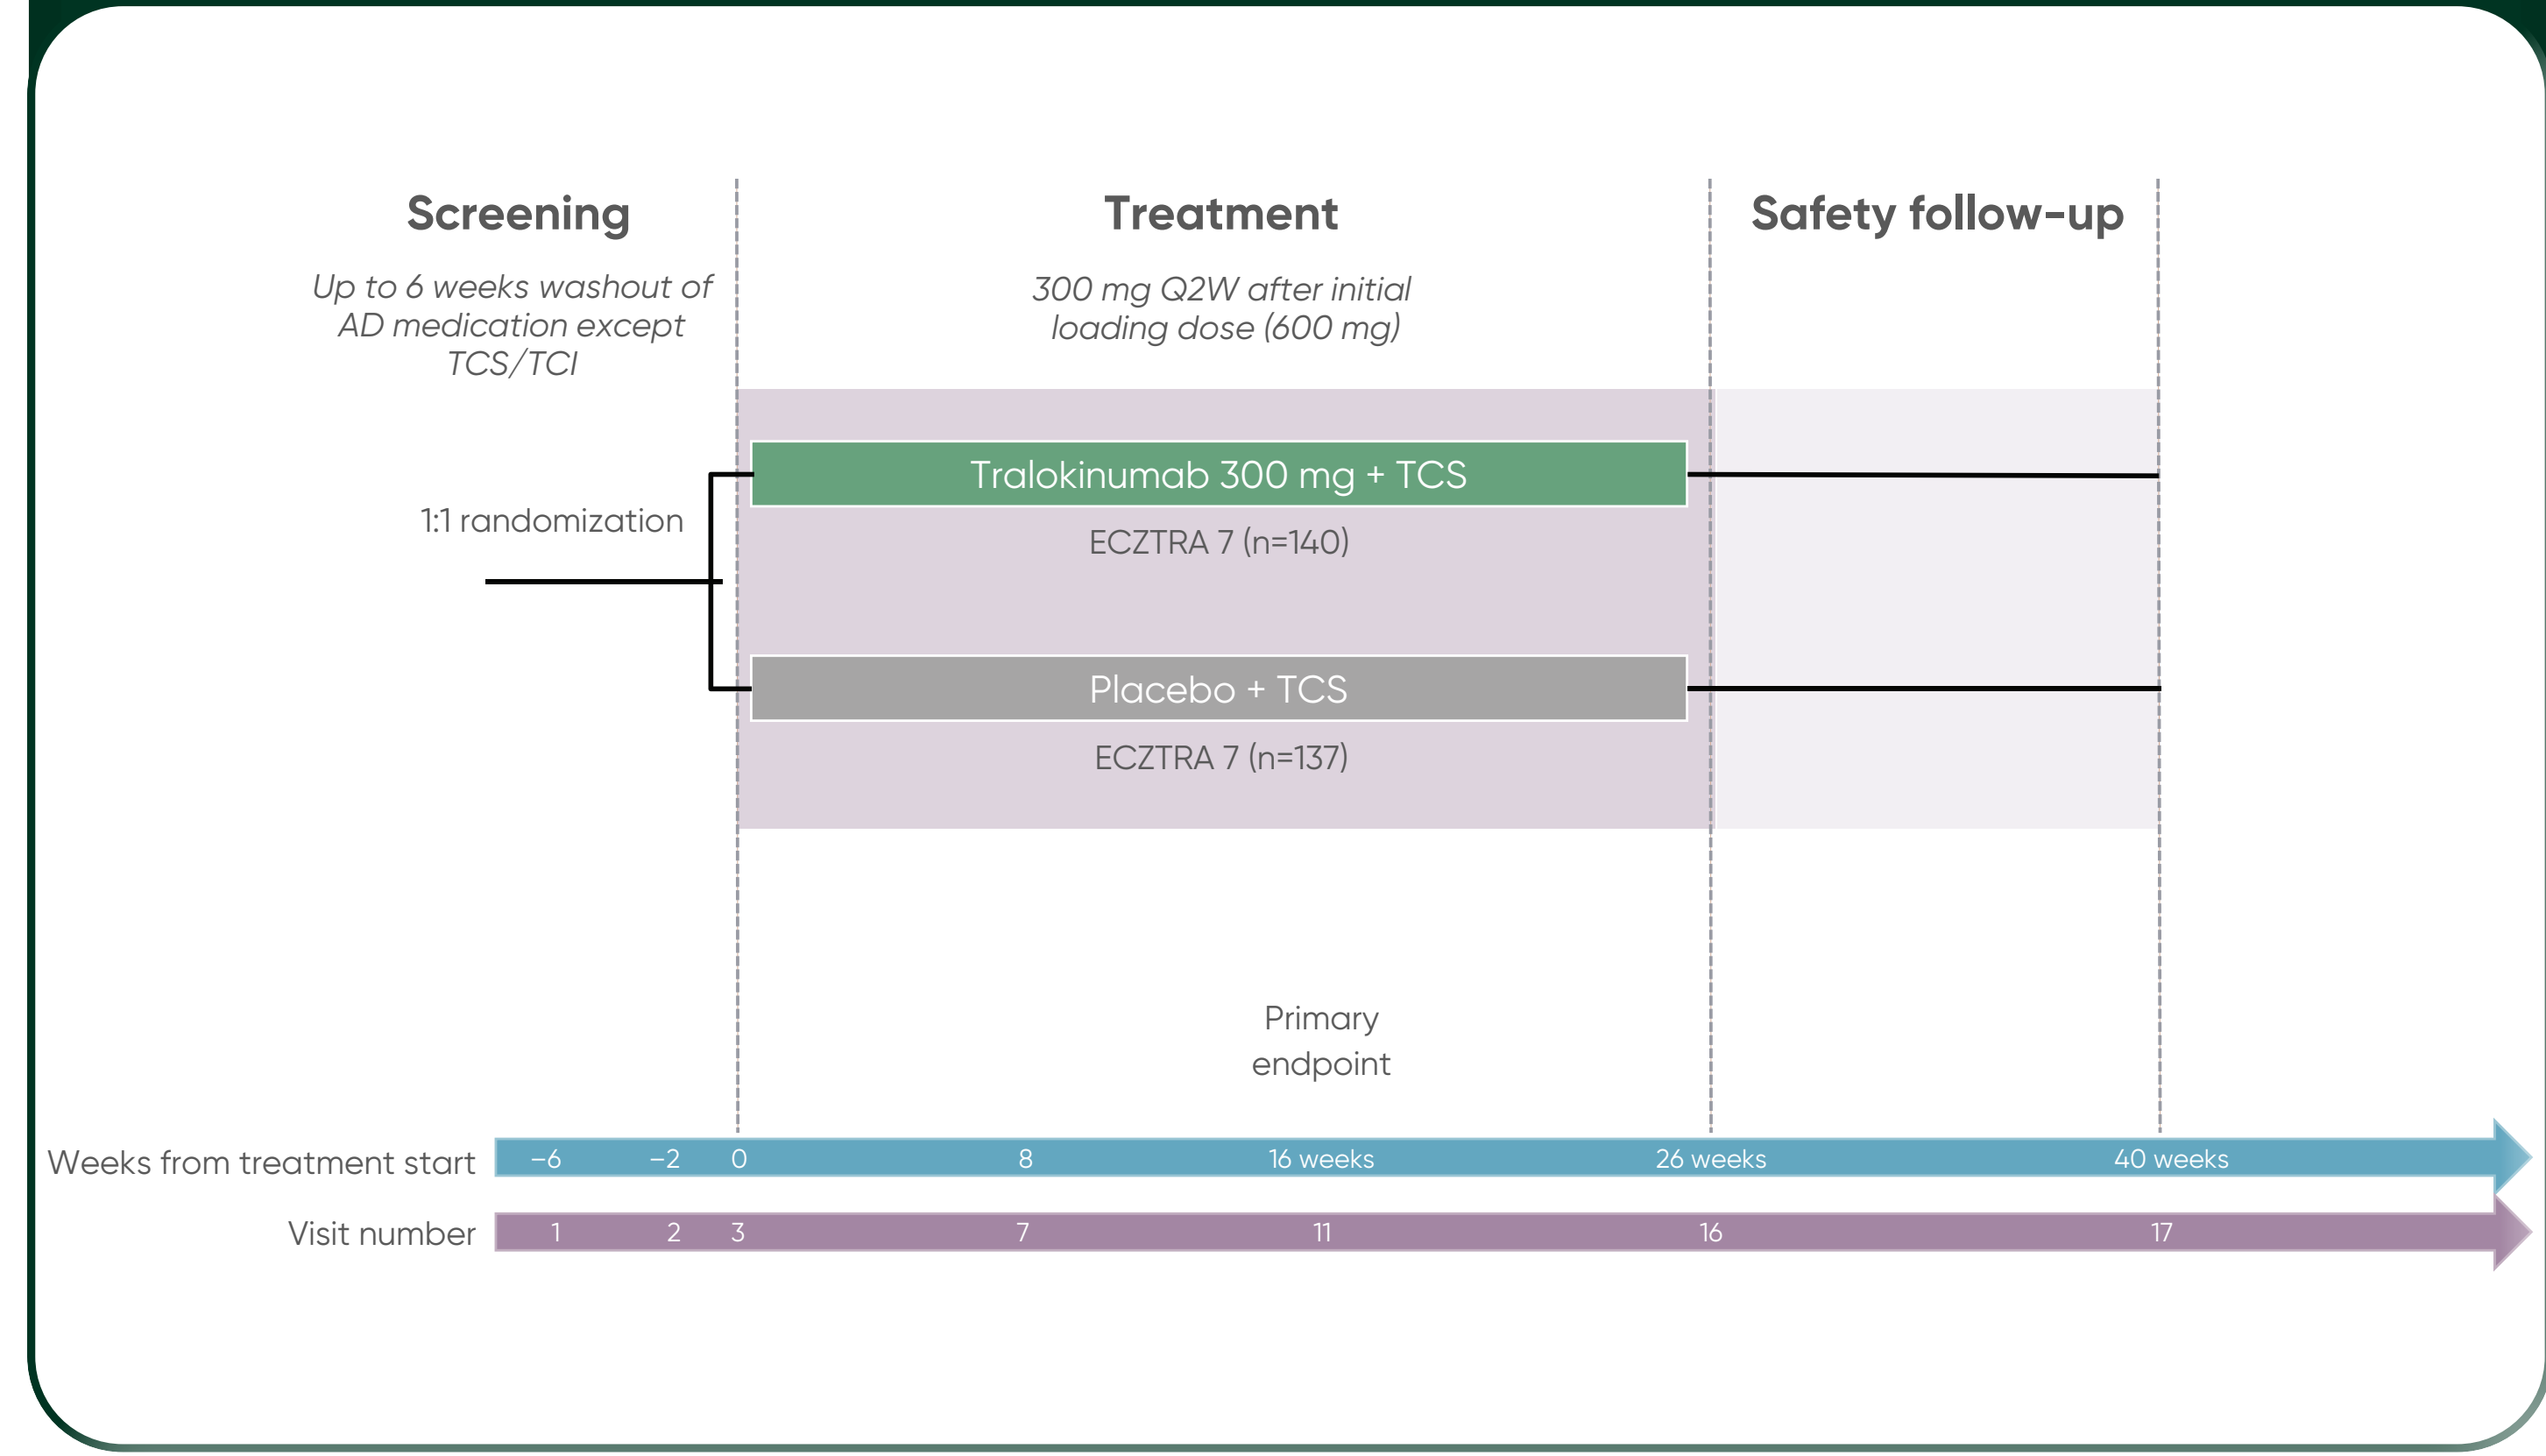 Screening
Up to 6 weeks washout of
AD medication except
TCS/TCI
Treatment
300 mg Q2W after initial
loading dose (600 mg)
Safety follow-up
1:1 randomization
Tralokinumab 300 mg + TCS
ECZTRA 7 (n=140)
Placebo + TCS
ECZTRA 7 (n=137)
Primary
endpoint
Weeks from treatment start −6 −2 0 8 16 weeks 26 weeks 40 weeks
Visit number 1 2 3 7 11 16 17